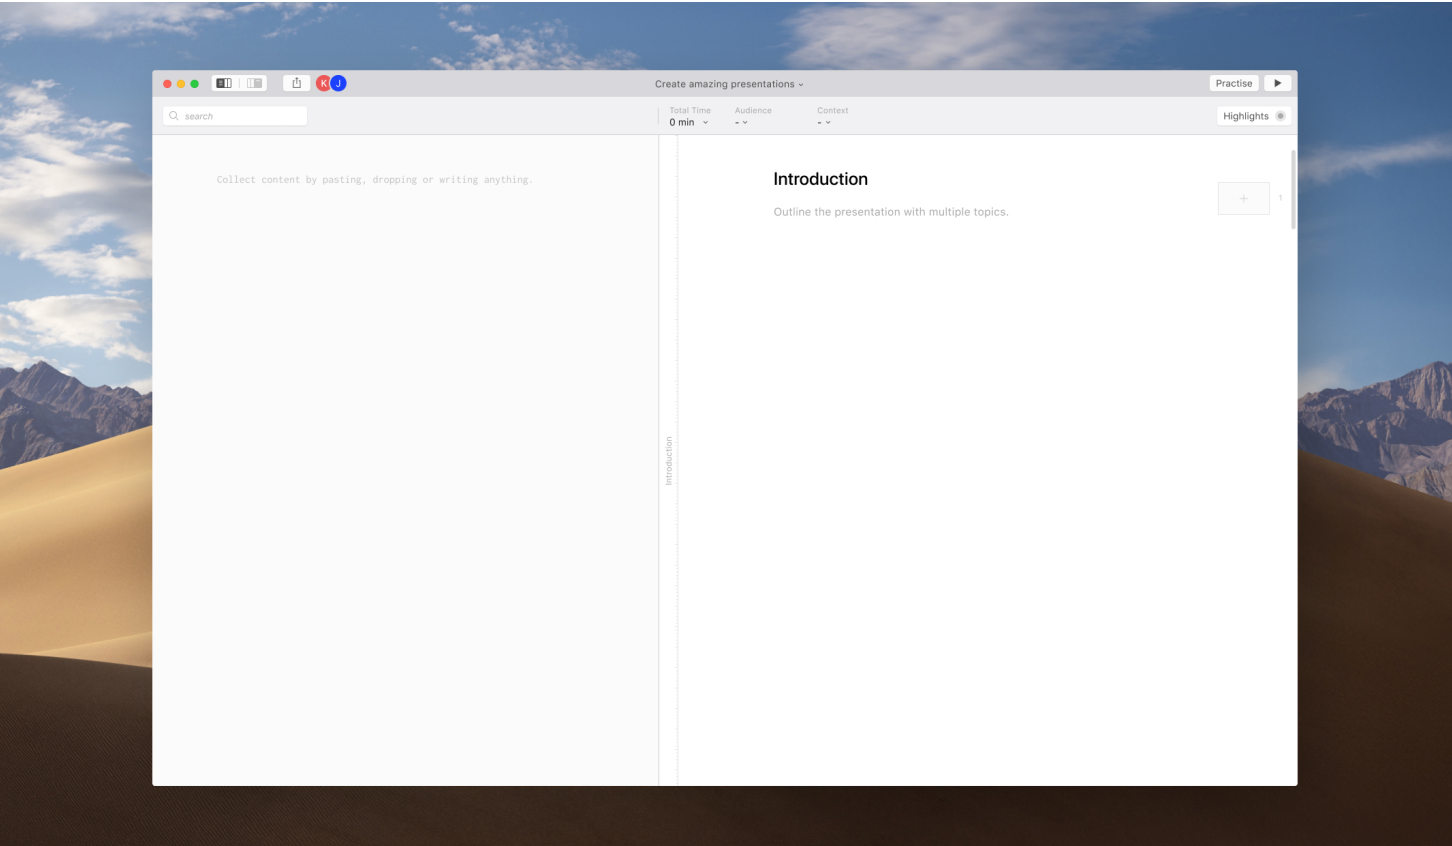 K J
Create amazing presentations
Practise
search
Total Time Audience Context
0 min - -
Highlights
Collect content by pasting, dropping or writing anything.
Introduction
Outline the presentation with multiple topics.
+ 1
Introduction